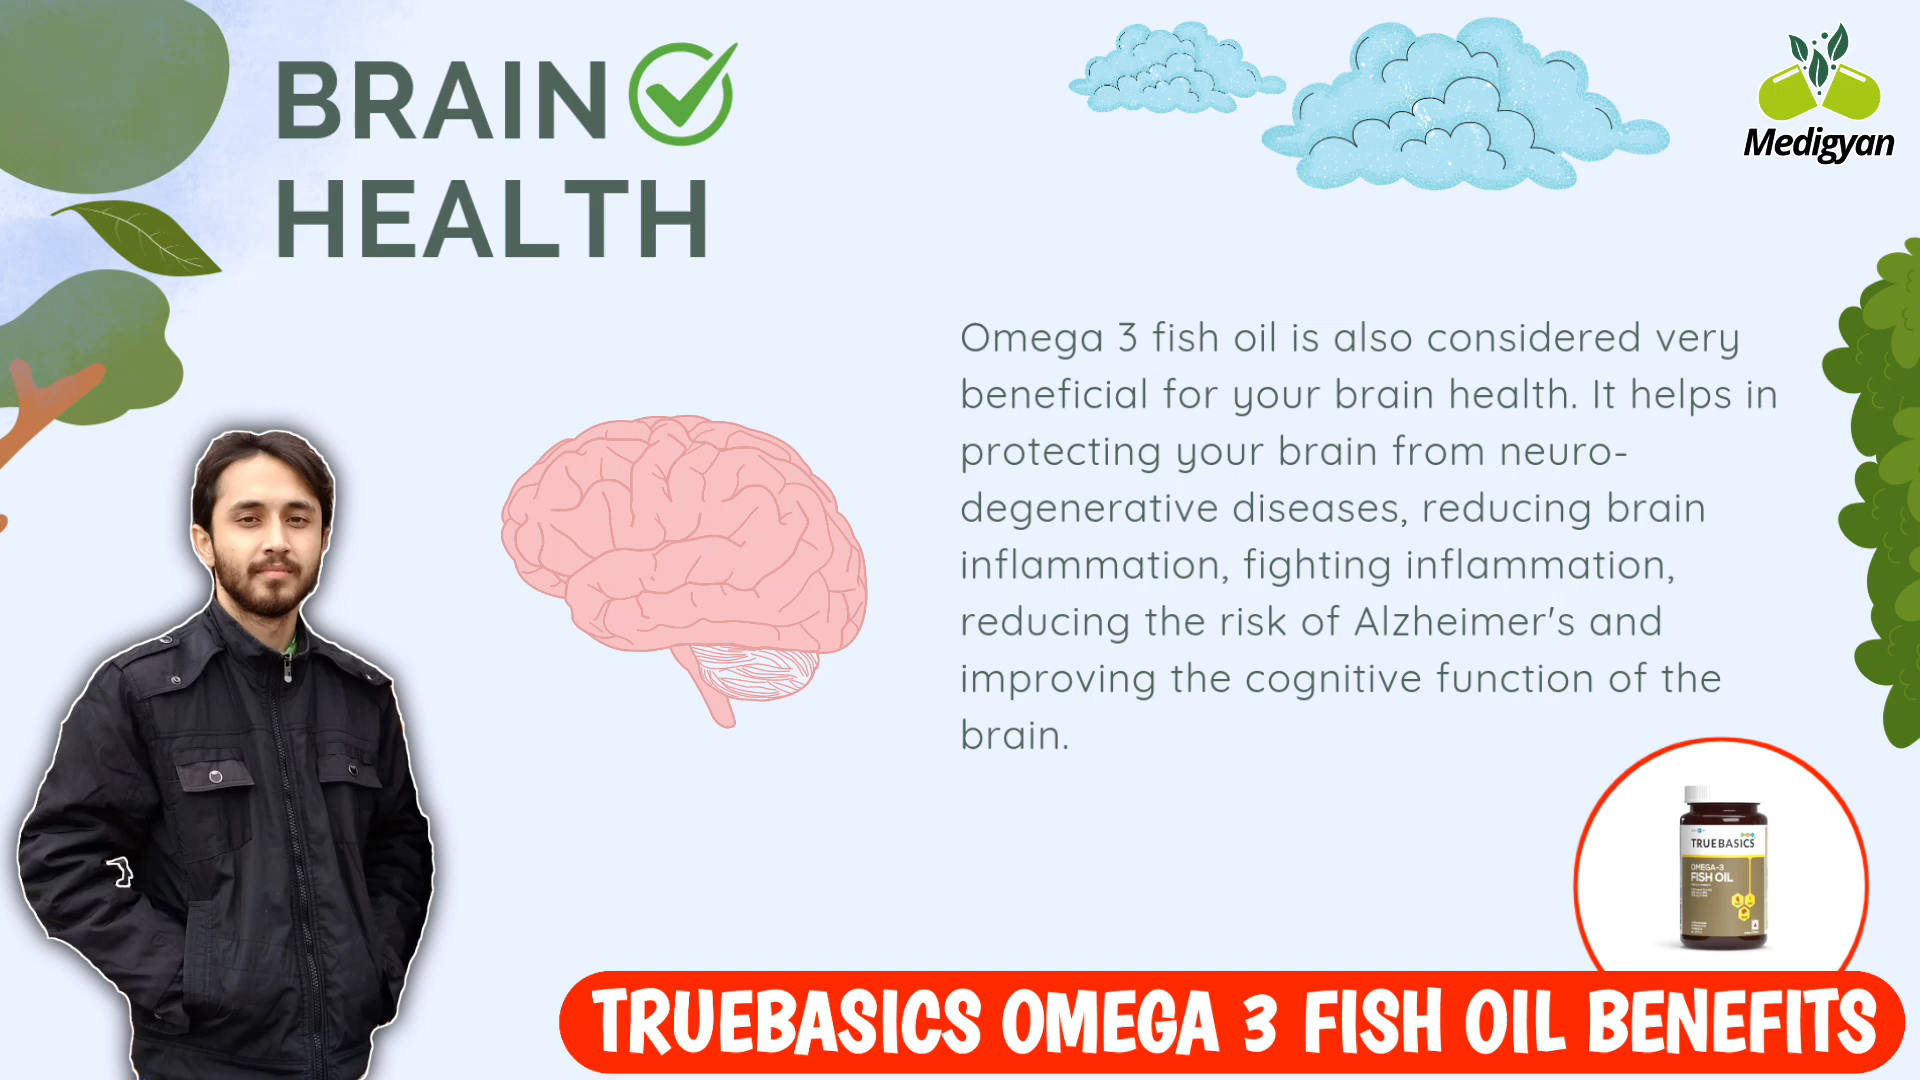 BRAIN
HEALTH
Medigyan
Omega 3 fish oil is also considered very
beneficial for your brain health. It helps in
protecting your brain from neuro-
degenerative diseases, reducing brain
inflammation, fighting inflammation,
reducing the risk of Alzheimer's and
improving the cognitive function of the
brain.
TRUEBASICS
OMEGA-3
FISH OIL
TRUEBASICS OMEGA 3 FISH OIL BENEFITS